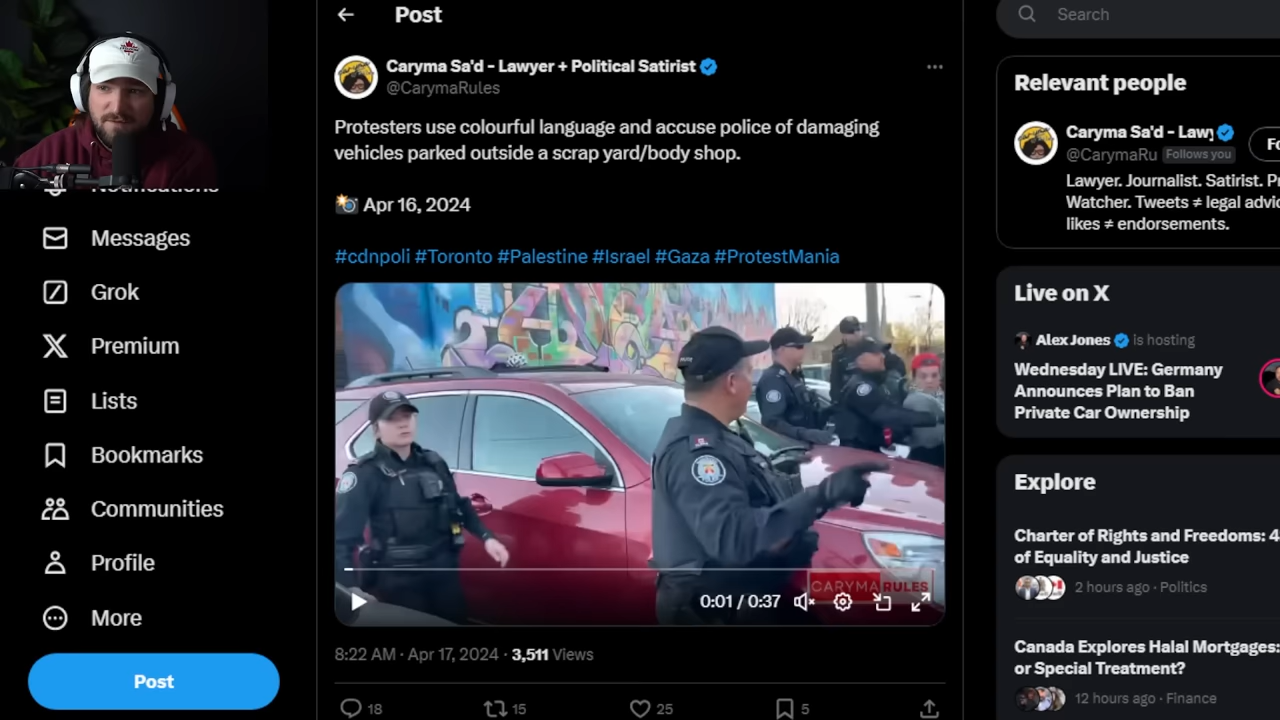 Post
Search
Caryma Sa'd - Lawyer + Political Satirist
@CarymaRules
Protesters use colourful language and accuse police of damaging
vehicles parked outside a scrap yard/body shop.
Apr 16, 2024
#cdnpoli #Toronto #Palestine #Israel #Gaza #ProtestMania
CARYMARULES
0:01 / 0:37
8:22 AM · Apr 17, 2024 · 3,511 Views
18
15
25
5
Notifications
Messages
Grok
Premium
Lists
Bookmarks
Communities
Profile
More
Post
Relevant people
Caryma Sa'd - Lawy
@CarymaRu Follows you
Fo
Lawyer. Journalist. Satirist. Pr
Watcher. Tweets ≠ legal advic
likes ≠ endorsements.
Live on X
Alex Jones is hosting
Wednesday LIVE: Germany
Announces Plan to Ban
Private Car Ownership
Explore
Charter of Rights and Freedoms: 4
of Equality and Justice
2 hours ago · Politics
Canada Explores Halal Mortgages:
or Special Treatment?
12 hours ago · Finance